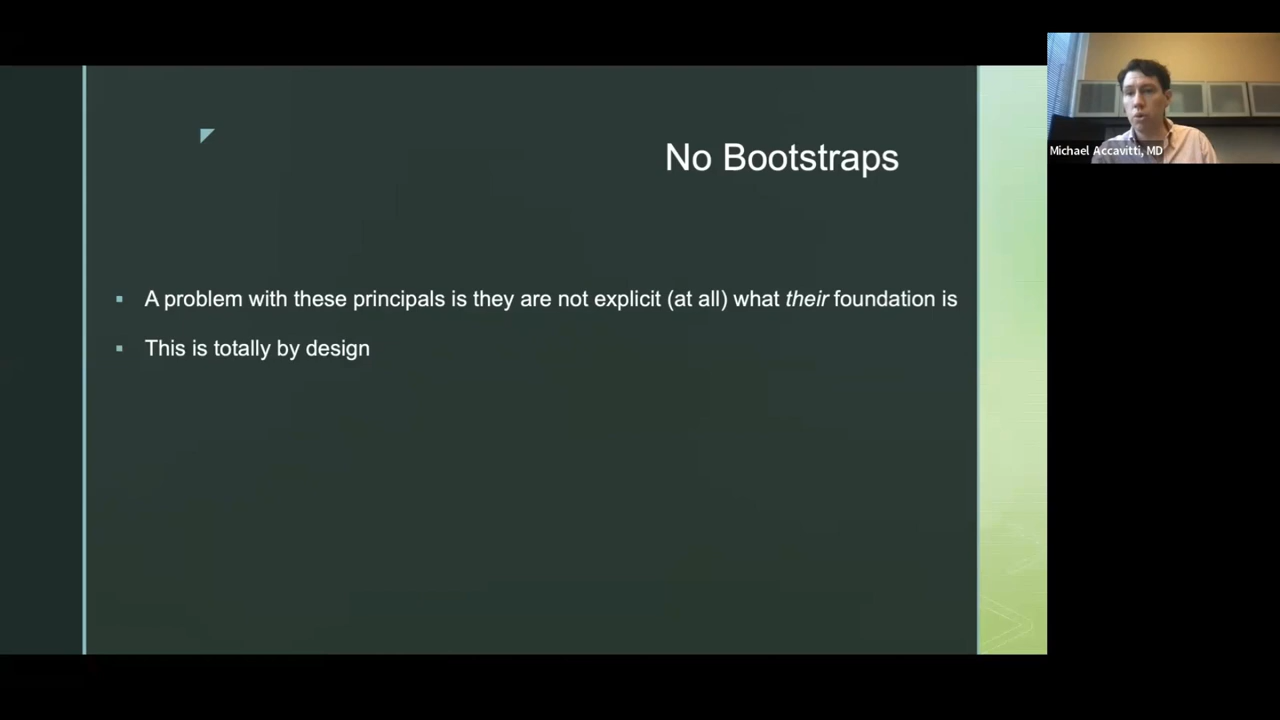 No Bootstraps
▪ A problem with these principals is they are not explicit (at all) what their foundation is
▪ This is totally by design
Michael Accavitti, MD